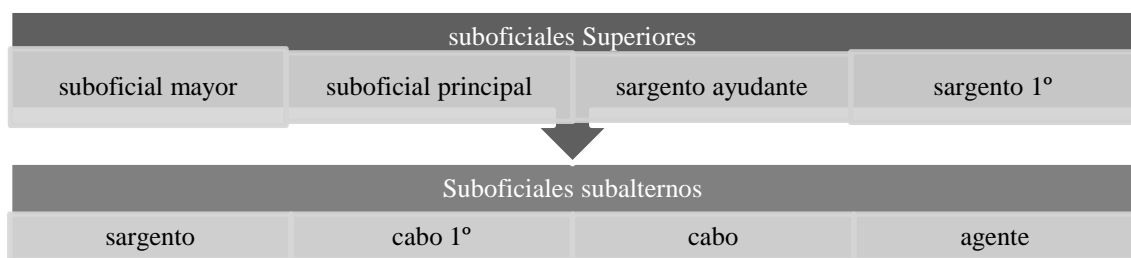 suboficiales Superiores
suboficial mayor suboficial principal sargento ayudante sargento 1º
Suboficiales subalternos
sargento cabo 1º cabo agente